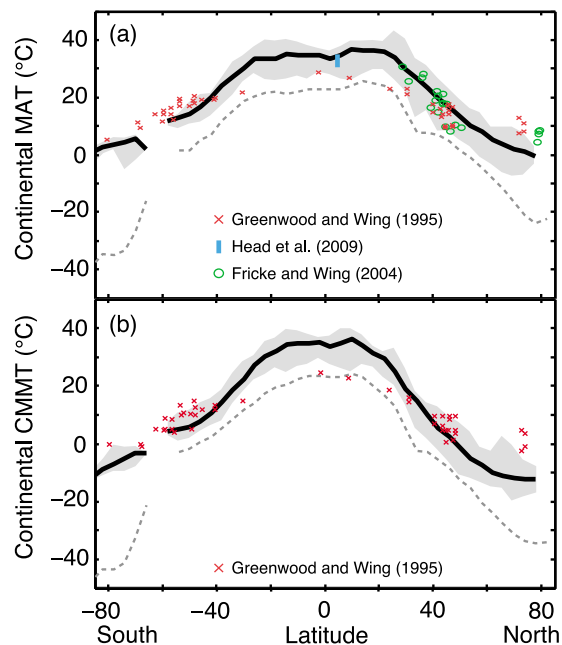 (a)
Continental MAT (°C)
40
20
0
−20
−40
Greenwood and Wing (1995)
Head et al. (2009)
Fricke and Wing (2004)
(b)
Continental CMMT (°C)
40
20
0
−20
−40
Greenwood and Wing (1995)
−80 −40 0 40 80
South Latitude North